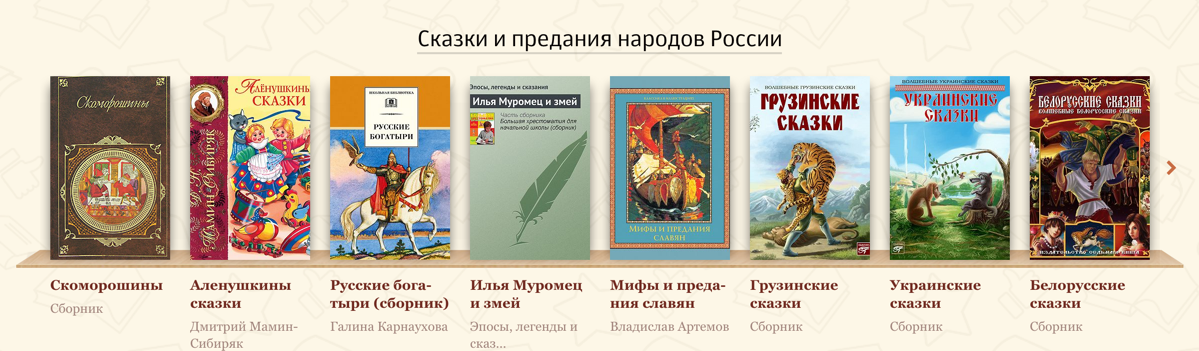 Сказки и предания народов России
Скоморошины
Алёнушкины
СКАЗКИ
Д. Н. Мамин-Сибиряк
ШКОЛЬНАЯ БИБЛИОТЕКА
РУССКИЕ
БОГАТЫРИ
Эпосы, легенды и сказания
Илья Муромец и змей
Часть сборника
Большая хрестоматия для
начальной школы (сборник)
МИФЫ И ПРЕДАНИЯ
СЛАВЯН
ВОЛШЕБНЫЕ ГРУЗИНСКИЕ СКАЗКИ
ГРУЗИНСКИЕ
СКАЗКИ
ВОЛШЕБНЫЕ УКРАИНСКИЕ СКАЗКИ
УКРАИНСКИЕ
СКАЗКИ
БЕЛОРУССКИЕ СКАЗКИ
ВОЛШЕБНЫЕ БЕЛОРУССКИЕ СКАЗКИ
ИЗДАТЕЛЬСТВО СЕДЬМАЯ КНИГА
Скоморошины
Сборник
Аленушкины
сказки
Дмитрий Мамин-
Сибиряк
Русские бога-
тыри (сборник)
Галина Карнаухова
Илья Муромец
и змей
Эпосы, легенды и
сказ...
Мифы и преда-
ния славян
Владислав Артемов
Грузинские
сказки
Сборник
Украинские
сказки
Сборник
Белорусские
сказки
Сборник